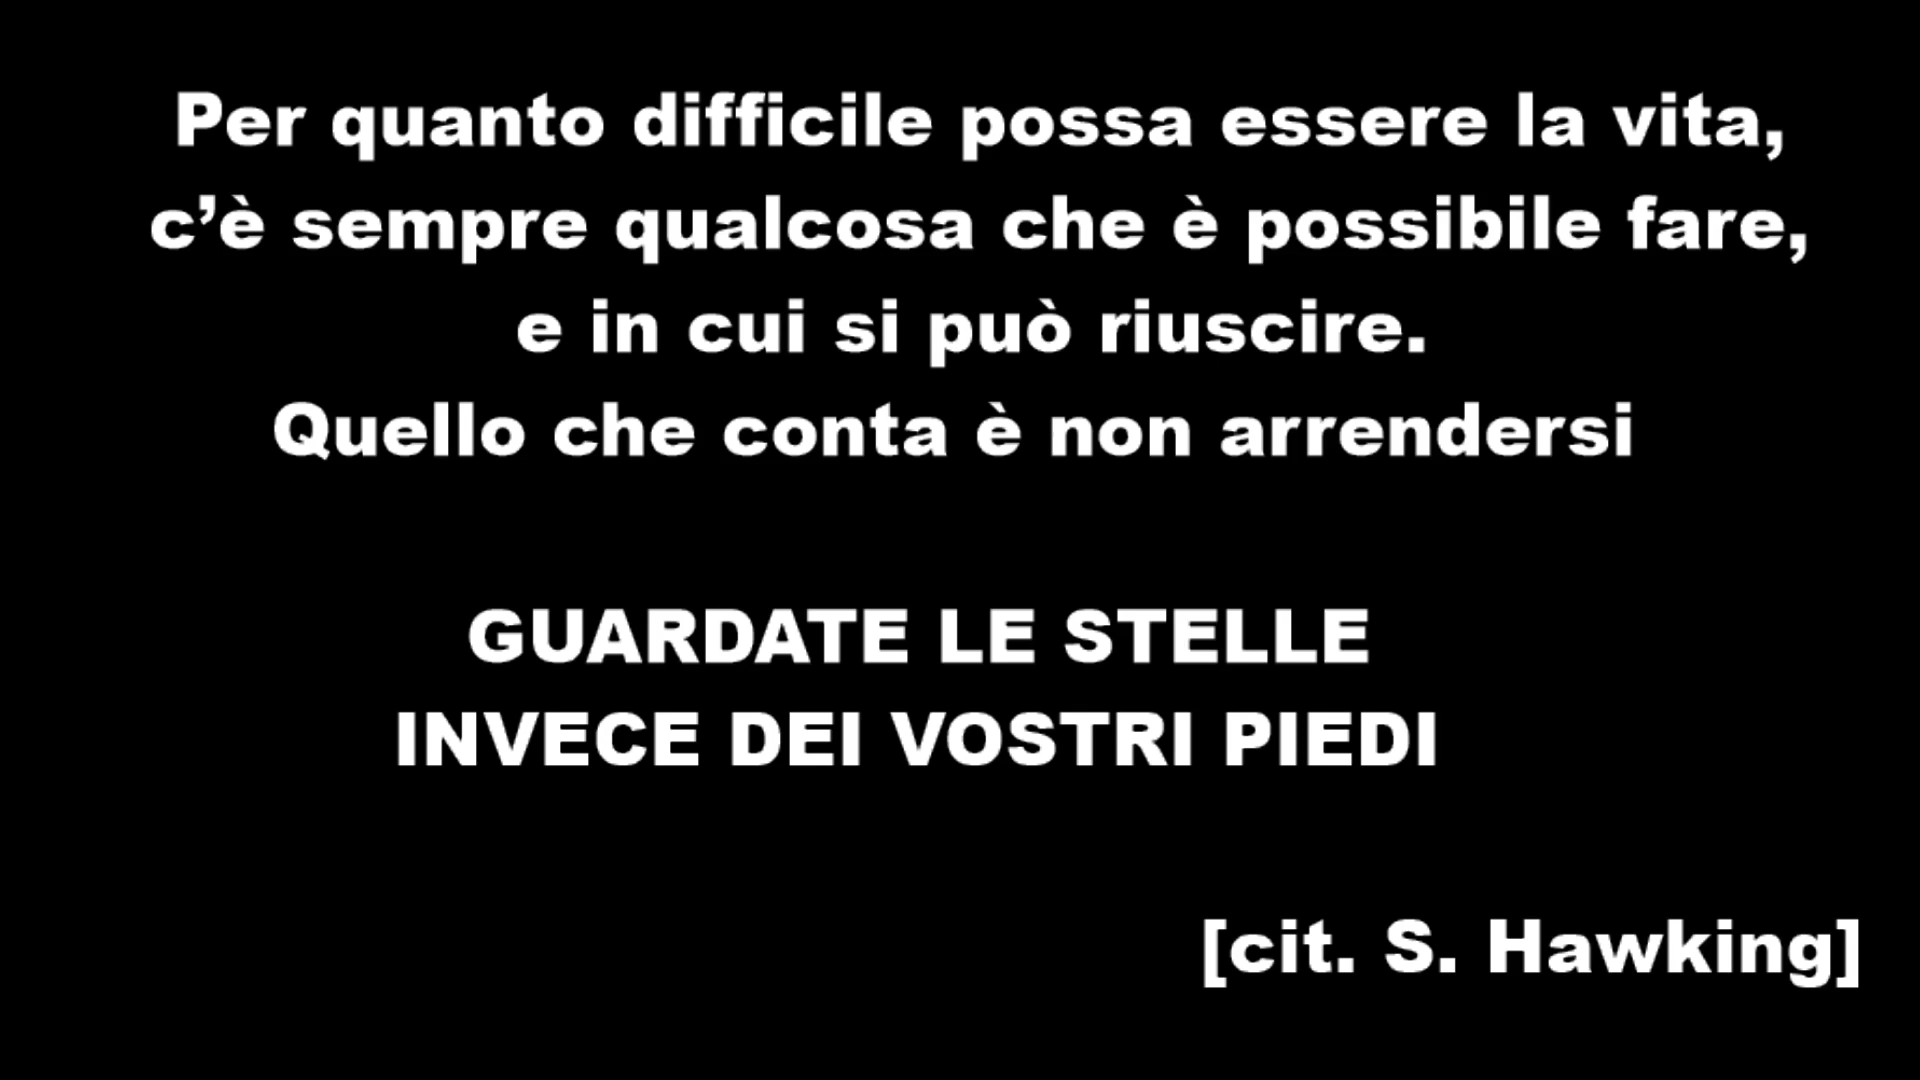 Per quanto difficile possa essere la vita,
c’è sempre qualcosa che è possibile fare,
e in cui si può riuscire.
Quello che conta è non arrendersi
GUARDATE LE STELLE
INVECE DEI VOSTRI PIEDI
[cit. S. Hawking]